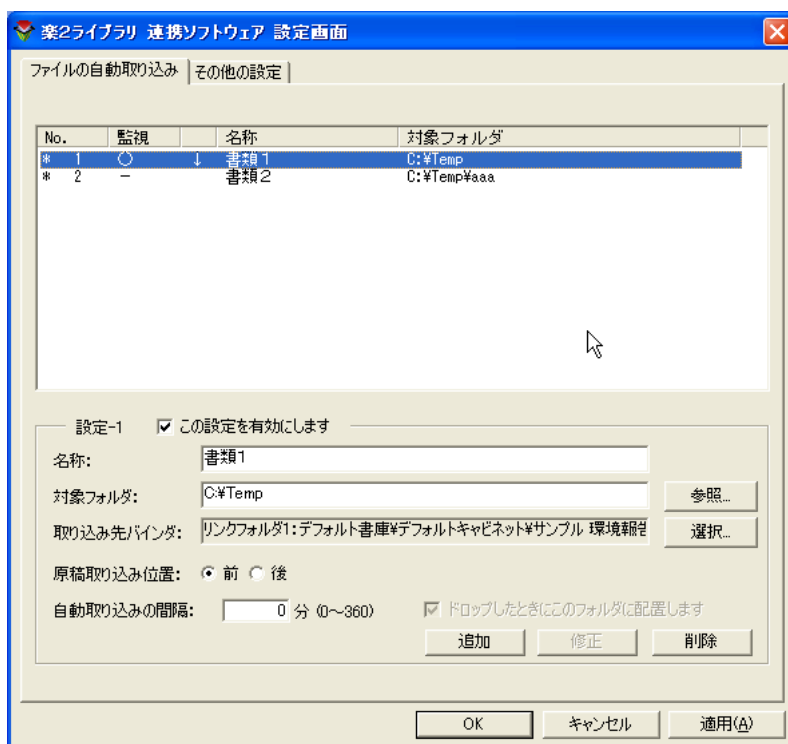 楽2ライブラリ 連携ソフトウェア 設定画面
ファイルの自動取り込み その他の設定
No. 監視 名称 対象フォルダ
* 1 ○ ↓ 書類1 C:¥Temp
* 2 － 書類2 C:¥Temp¥aaa
設定-1 この設定を有効にします
名称: 書類1
対象フォルダ: C:¥Temp 参照...
取り込み先バインダ: リンクフォルダ1:デフォルト書庫¥デフォルトキャビネット¥サンプル 環境報告 選択...
原稿取り込み位置: 前 後
自動取り込みの間隔: 0 分 (0～360) ドロップしたときにこのフォルダに配置します
追加 修正 削除
OK キャンセル 適用(A)